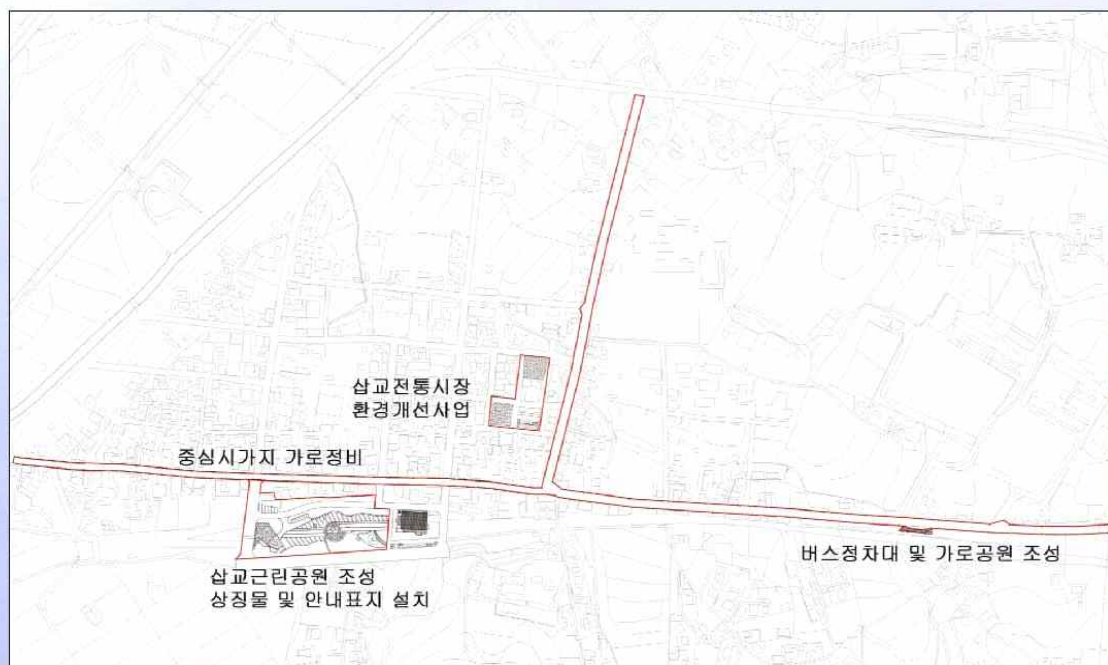 삽교전통시장
환경개선사업
중심시가지 가로정비
버스정차대 및 가로공원 조성
삽교근린공원 조성
상징물 및 안내표지 설치